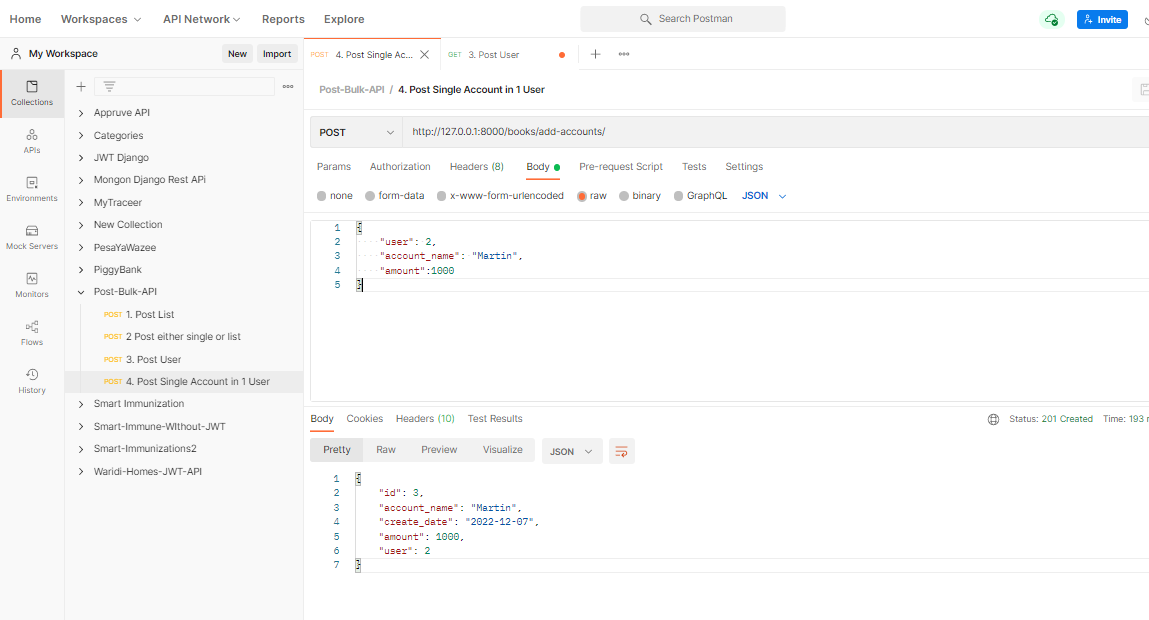 Home Workspaces API Network Reports Explore Search Postman Invite
My Workspace New Import
POST 4. Post Single Ac... GET 3. Post User
Post-Bulk-API / 4. Post Single Account in 1 User
POST http://127.0.0.1:8000/books/add-accounts/
Params Authorization Headers (8) Body Pre-request Script Tests Settings
none form-data x-www-form-urlencoded raw binary GraphQL JSON
1 {
2 "user": 2,
3 "account_name": "Martin",
4 "amount":1000
5 }
Collections
APIs
Environments
Mock Servers
Monitors
Flows
History
Appruve API
Categories
JWT Django
Mongon Django Rest APi
MyTraceer
New Collection
PesaYaWazee
PiggyBank
Post-Bulk-API
POST 1. Post List
POST 2 Post either single or list
POST 3. Post User
POST 4. Post Single Account in 1 User
Smart Immunization
Smart-Immune-WIthout-JWT
Smart-Immunizations2
Waridi-Homes-JWT-API
Body Cookies Headers (10) Test Results Status: 201 Created Time: 193
Pretty Raw Preview Visualize JSON
1 {
2 "id": 3,
3 "account_name": "Martin",
4 "create_date": "2022-12-07",
5 "amount": 1000,
6 "user": 2
7 }